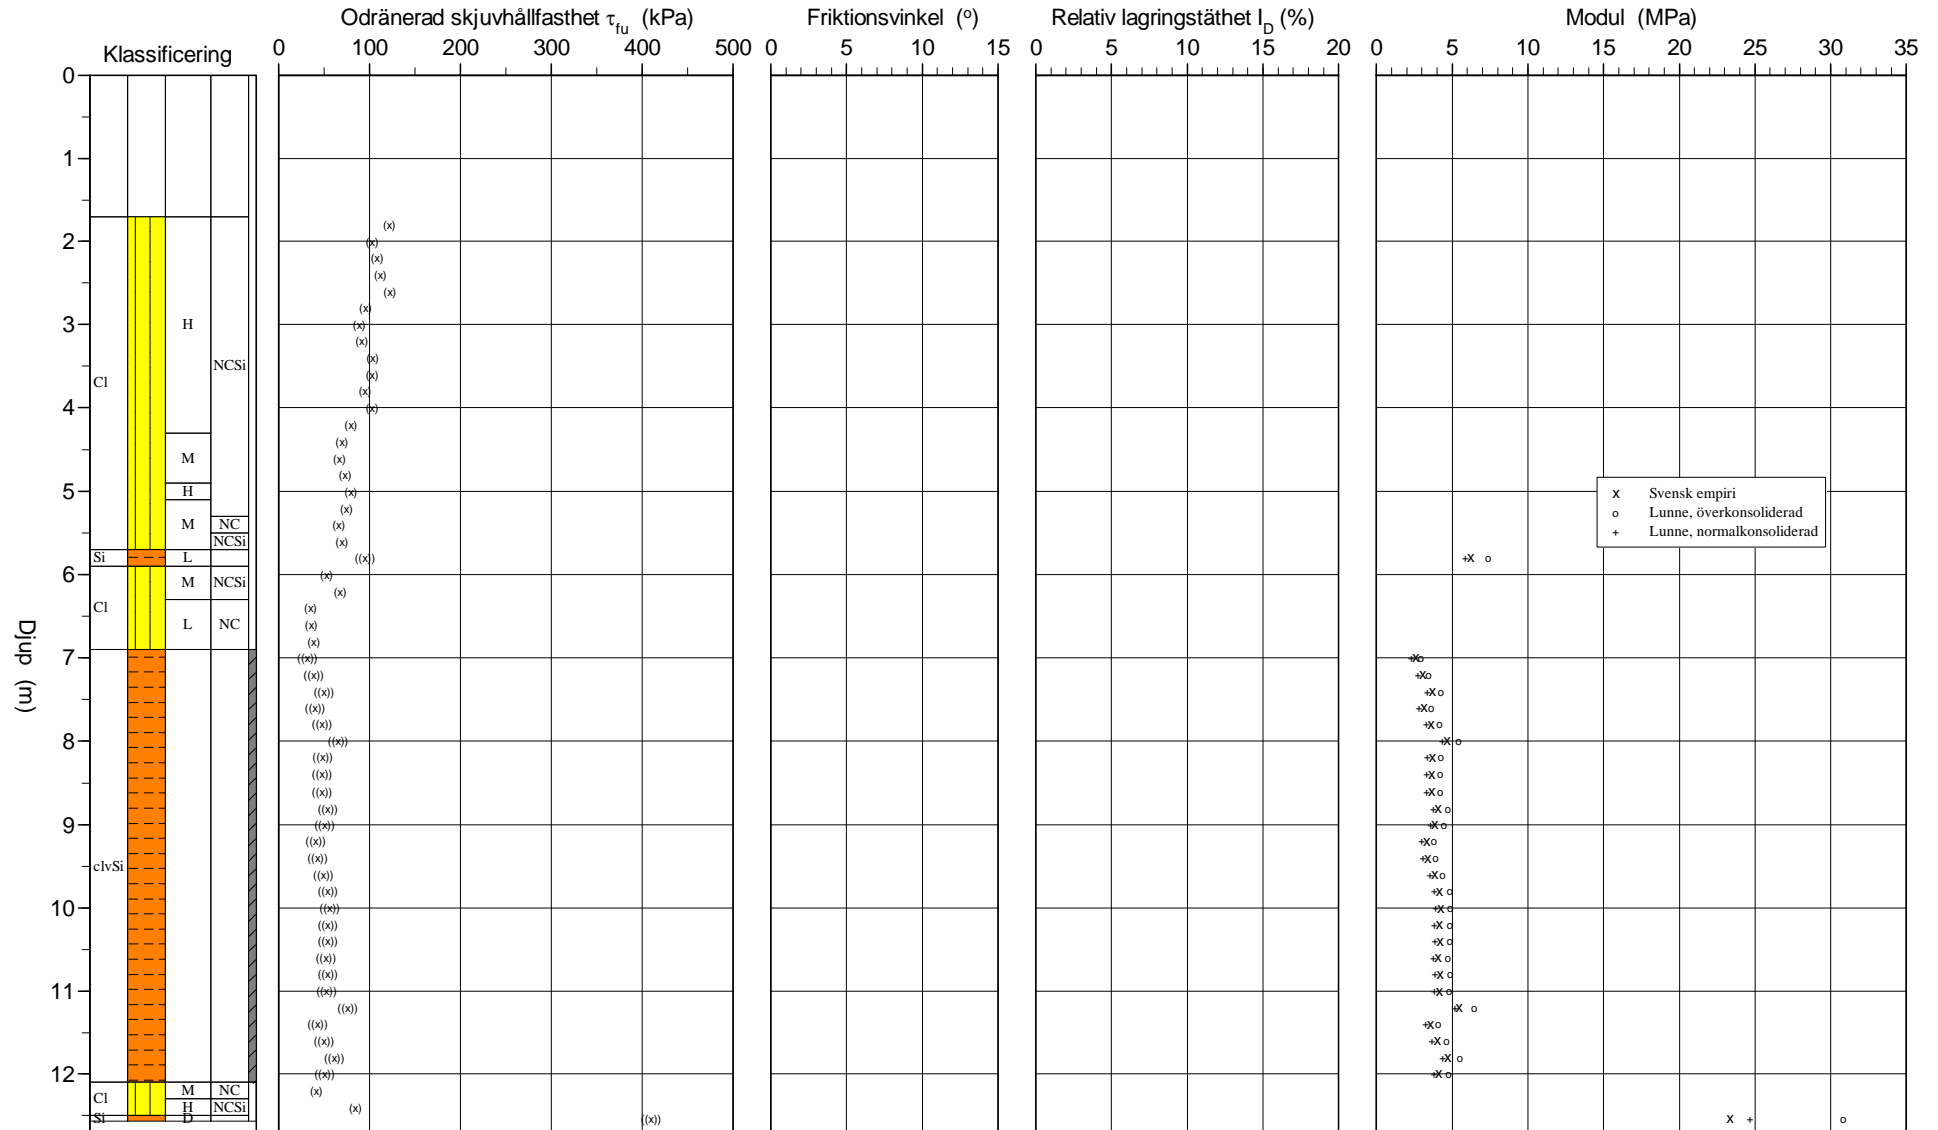 Odränerad skjuvhållfasthet τfu (kPa)
Friktionsvinkel (o)
Relativ lagringstäthet ID (%)
Modul (MPa)
Klassificering
0 100 200 300 400 500
0 5 10 15
0 5 10 15 20
0 5 10 15 20 25 30 35
Djup (m)
0
1
2
3
4
5
6
7
8
9
10
11
12
Cl
Si
Cl
clvSi
Cl
Si
H
M
H
M
L
M
L
M
H
D
NCSi
NC
NCSi
NCSi
NC
NC
NCSi
x Svensk empiri
o Lunne, överkonsoliderad
+ Lunne, normalkonsoliderad